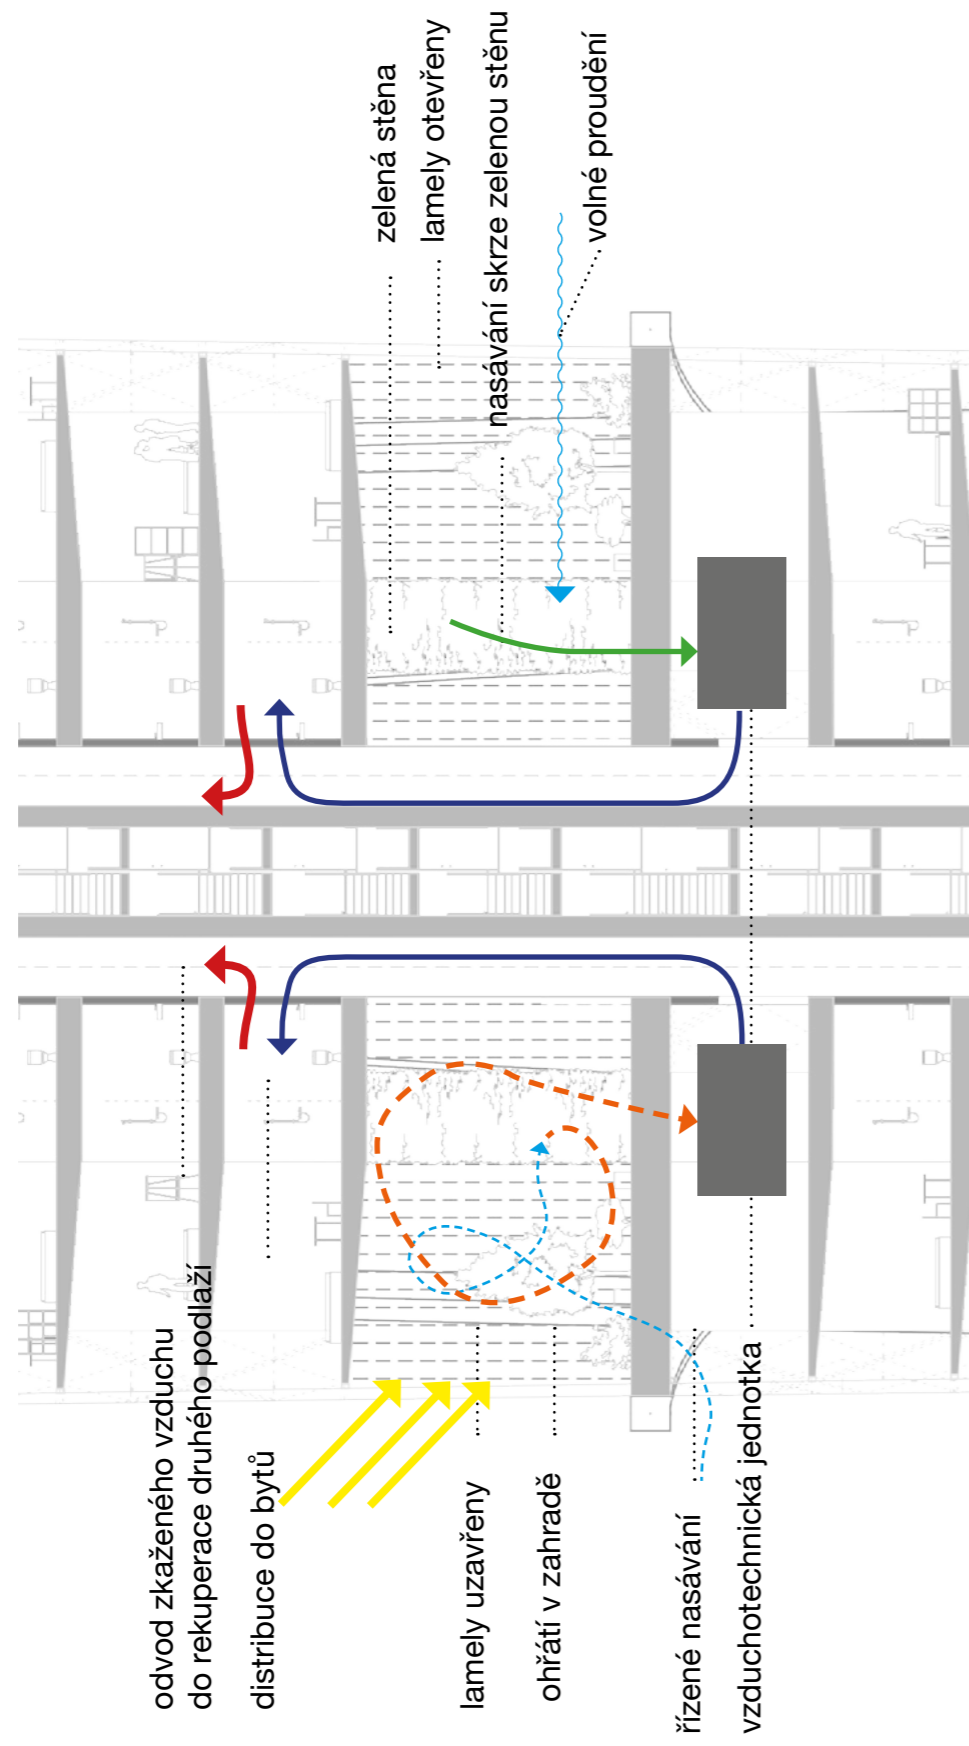 odvod zkaženého vzduchu
do rekuperace druhého podlaží
distribuce do bytů
lamely uzavřeny
ohřátí v zahradě
řízené nasávání
vzduchotechnická jednotka
zelená stěna
lamely otevřeny
nasávání skrze zelenou stěnu
volné proudění